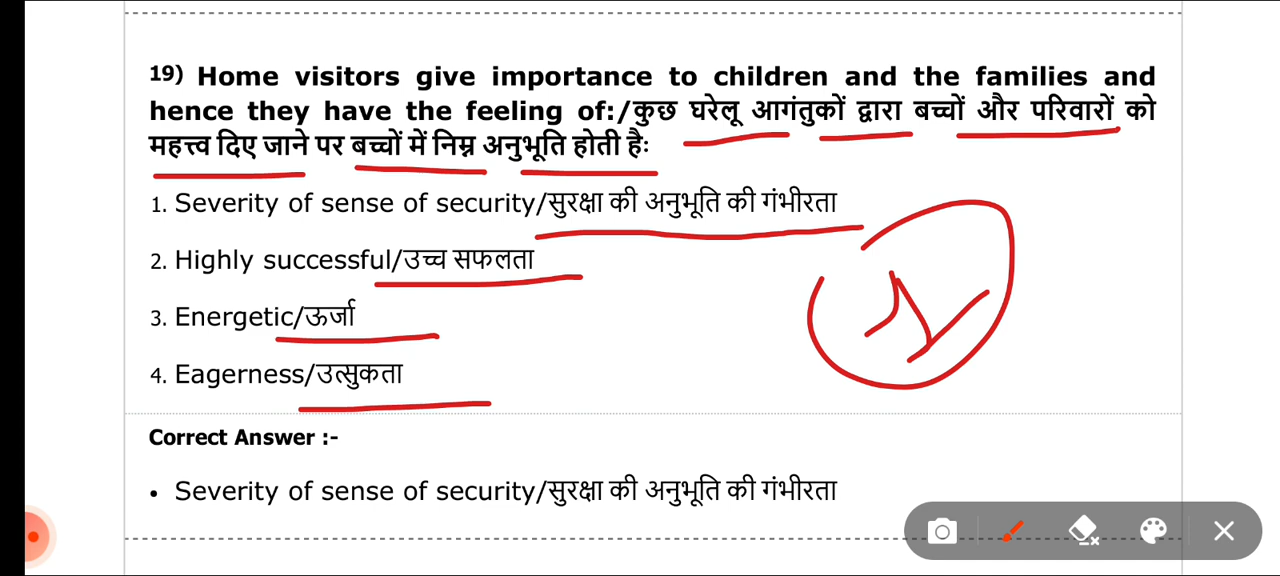 19) Home visitors give importance to children and the families and
hence they have the feeling of:/कुछ घरेलू आगंतुकों द्वारा बच्चों और परिवारों को
महत्त्व दिए जाने पर बच्चों में निम्न अनुभूति होती हैः
1. Severity of sense of security/सुरक्षा की अनुभूति की गंभीरता
2. Highly successful/उच्च सफलता
3. Energetic/ऊर्जा
4. Eagerness/उत्सुकता
Correct Answer :-
• Severity of sense of security/सुरक्षा की अनुभूति की गंभीरता